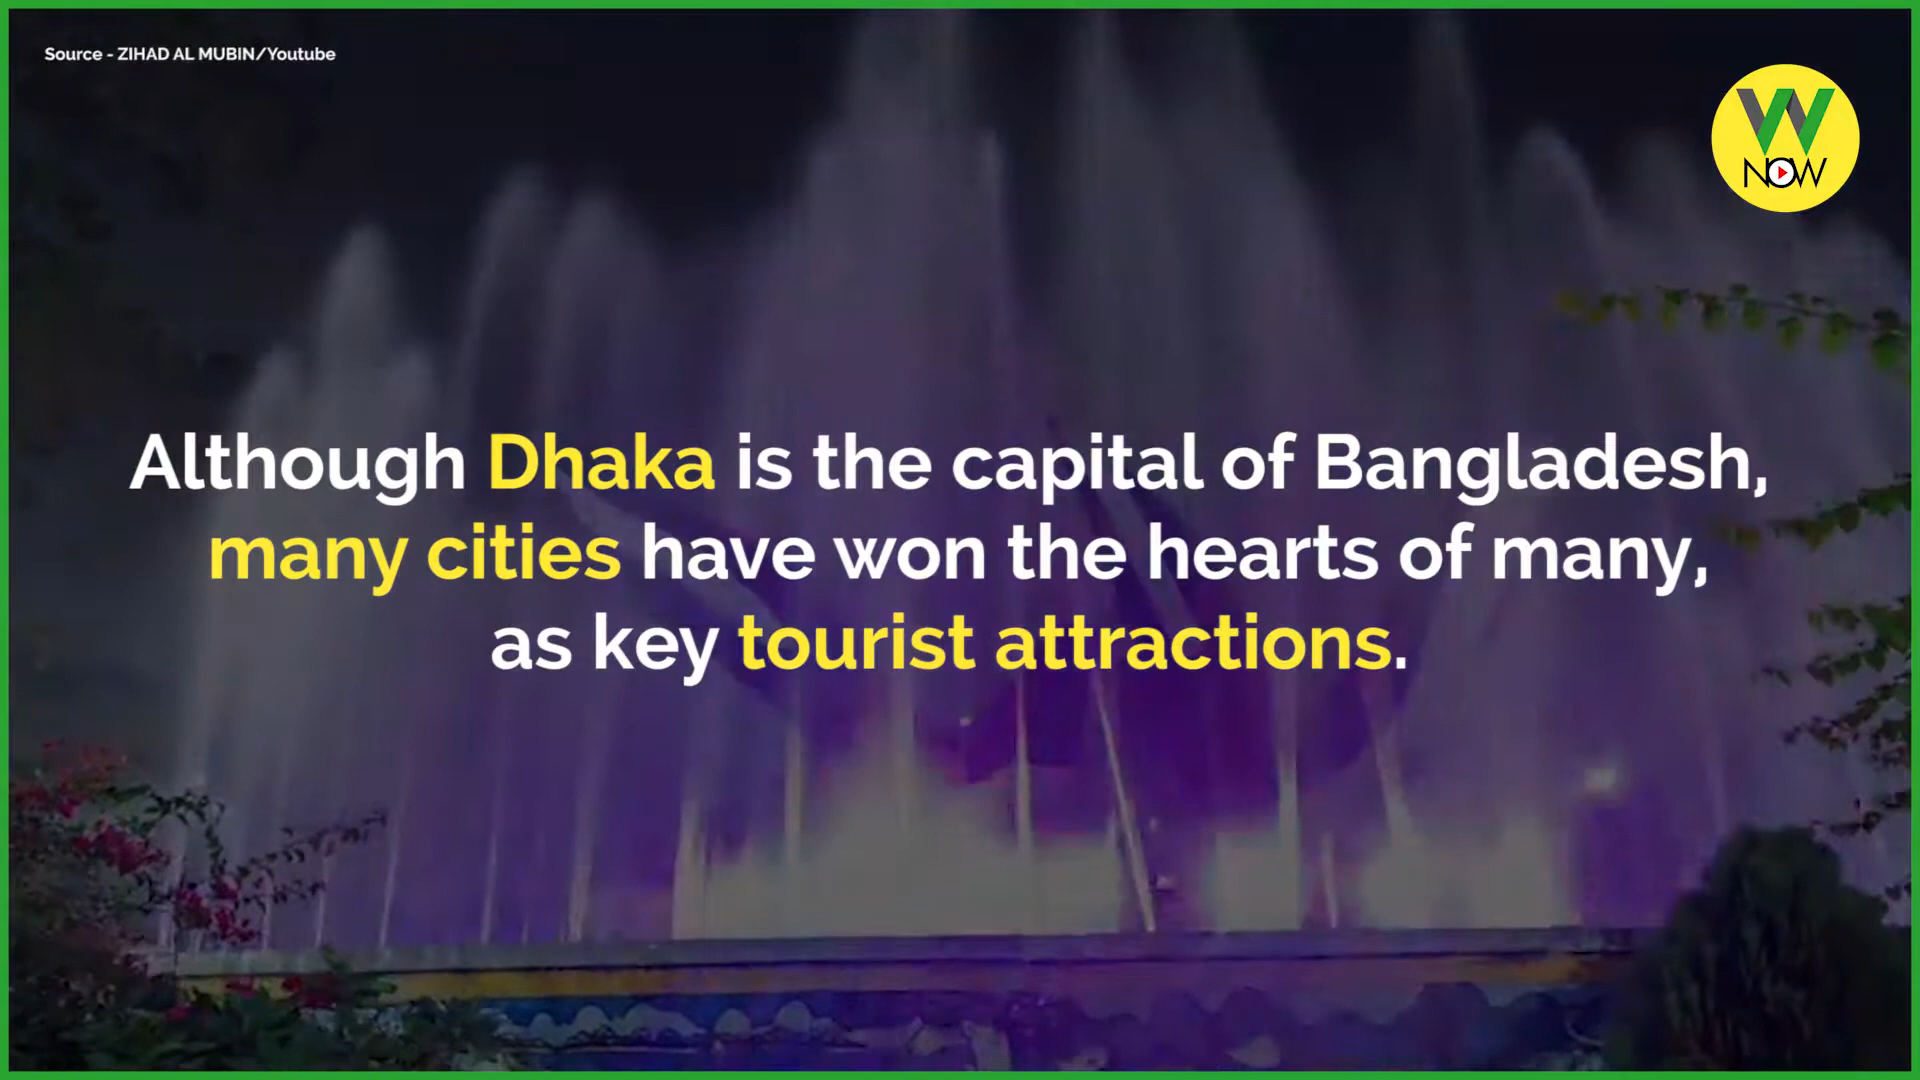 Source - ZIHAD AL MUBIN/Youtube
W
NOW
Although Dhaka is the capital of Bangladesh,
many cities have won the hearts of many,
as key tourist attractions.